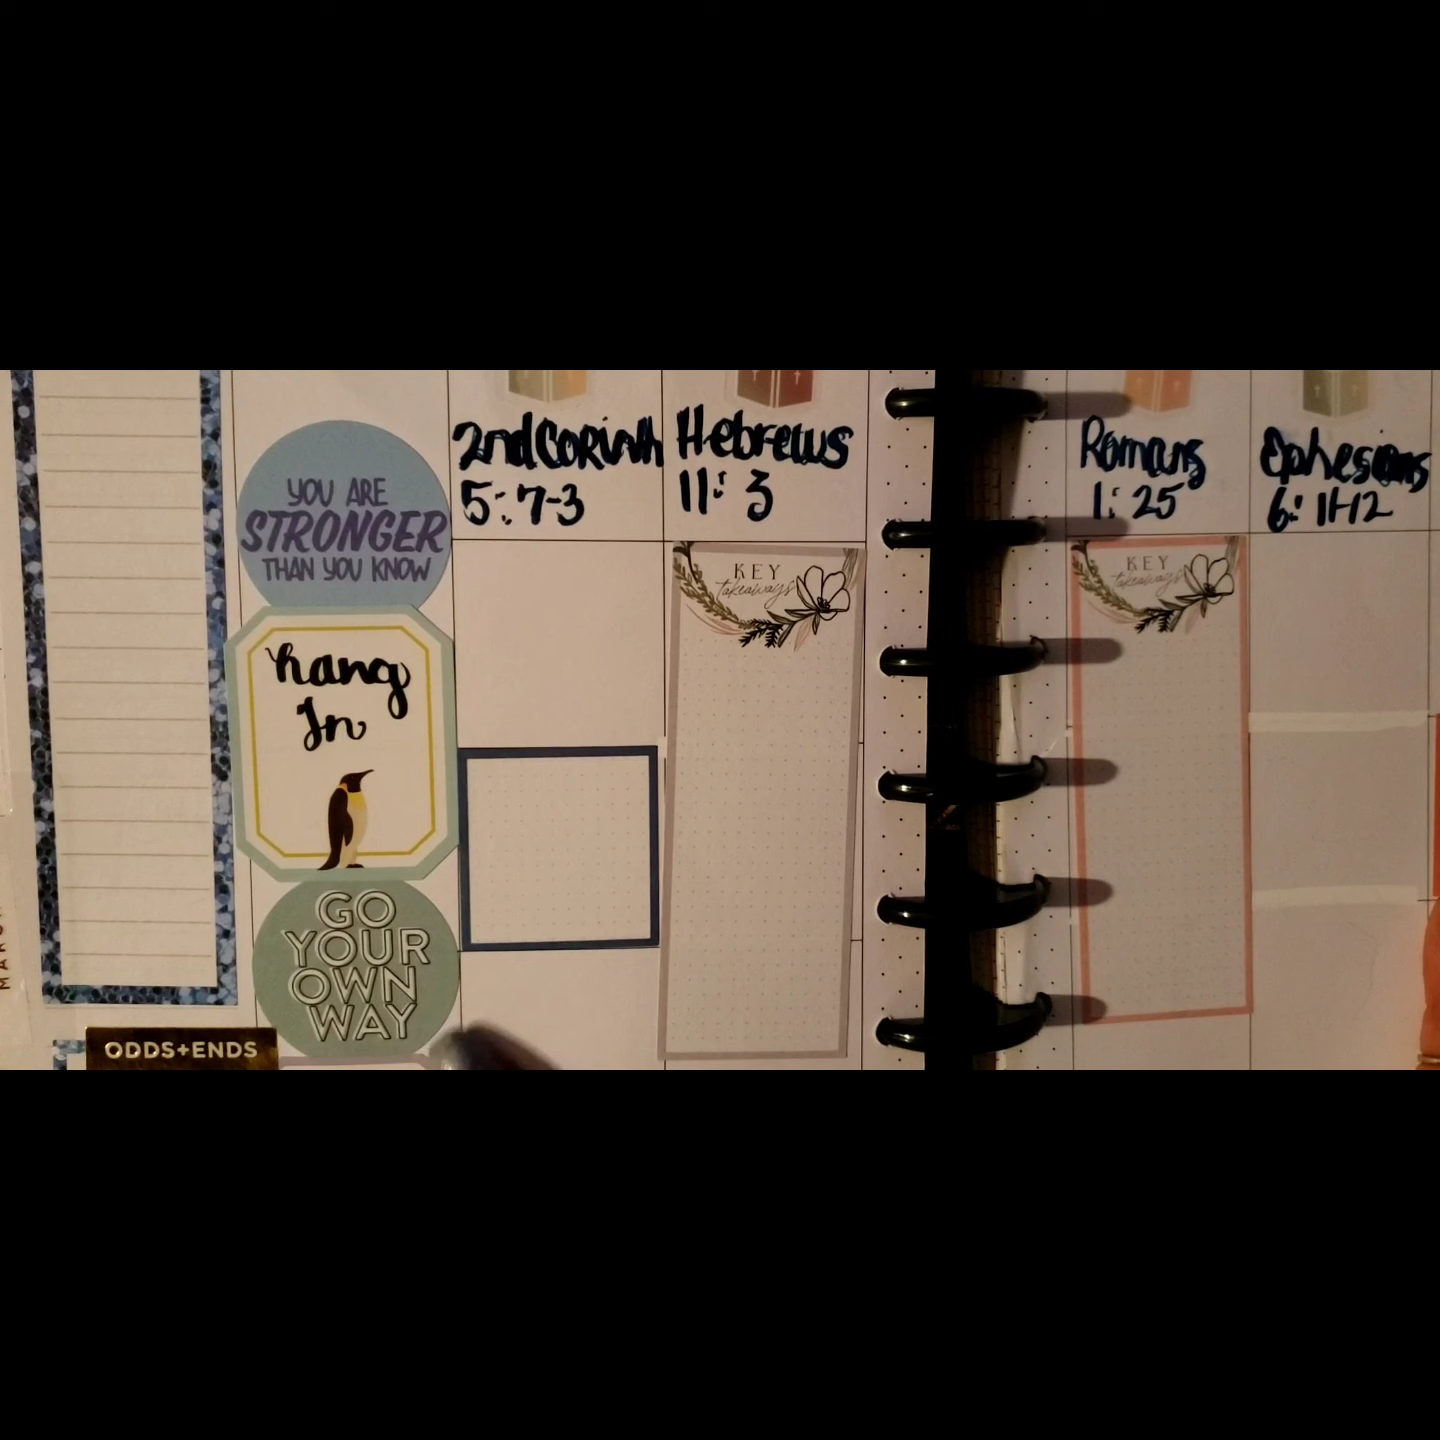 YOU ARE
STRONGER
THAN YOU KNOW
hang
In
GO
YOUR
OWN
WAY
ODDS+ENDS
2nd Corinth
5:7-3
Hebrews
11:3
KEY
takeaways
Romans
1:25
KEY
takeaways
Ephesians
6:11-12